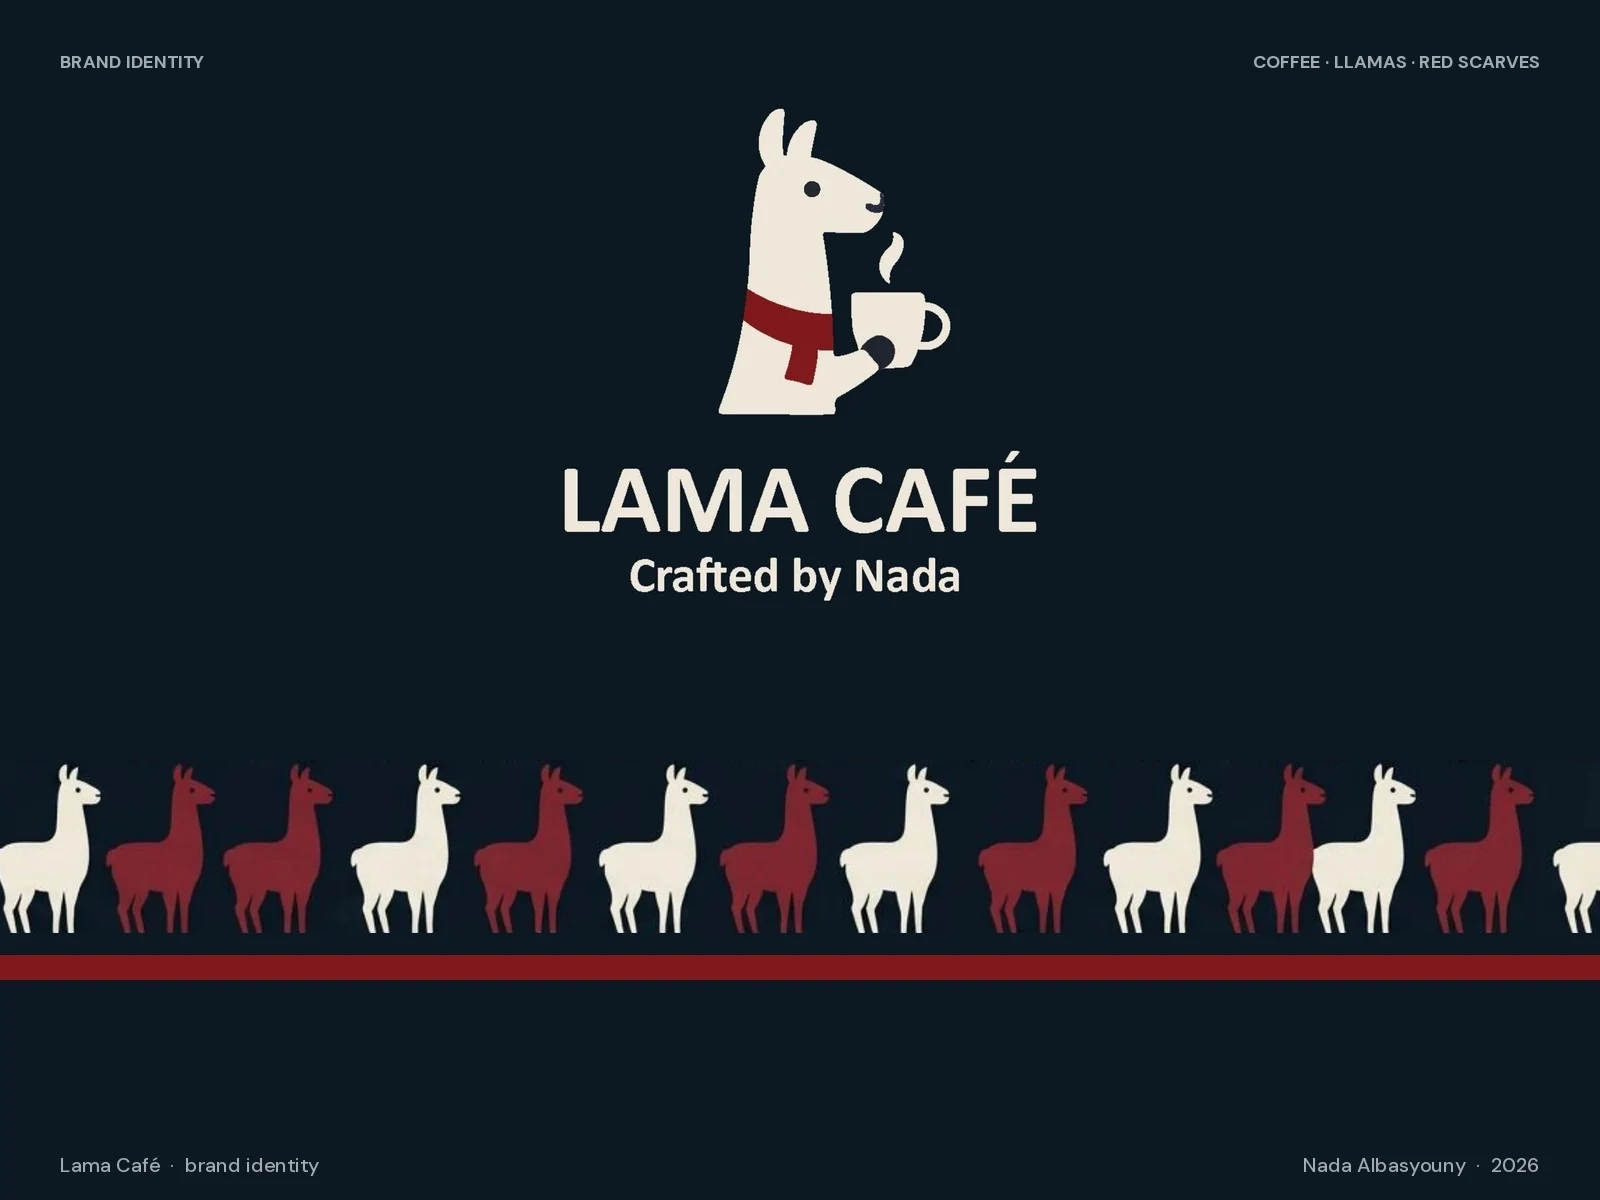 BRAND IDENTITY
COFFEE · LLAMAS · RED SCARVES
LAMA CAFÉ
Crafted by Nada
Lama Café · brand identity
Nada Albasyouny · 2026